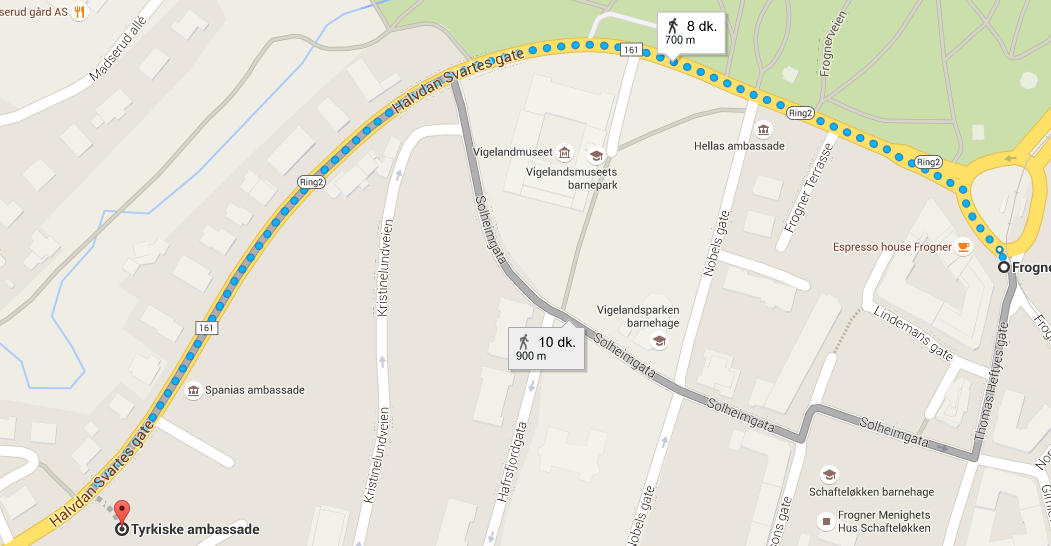 serud gård AS
Madserud allé
8 dk.
700 m
161
Halvdan Svartes gate
Frognerveien
Ring2
Hellas ambassade
Vigelandmuseet
Vigelandsmuseets
barnepark
Ring2
Ring2
Frogner Terrasse
Solheimgata
Kristinelundveien
Nobels gate
Espresso house Frogner
Frogne
161
Vigelandsparken
barnehage
Lindemans gate
10 dk.
900 m
Solheimgata
Thomas Heftyes gate
Spanias ambassade
Solheimgata
Solheimgata
Kristinelundveien
Hafrsfjordgata
Halvdan Svartes gate
Schafteløkken barnehage
Nobels gate
sons gate
Frogner Menighets
Hus Schafteløkken
Tyrkiske ambassade